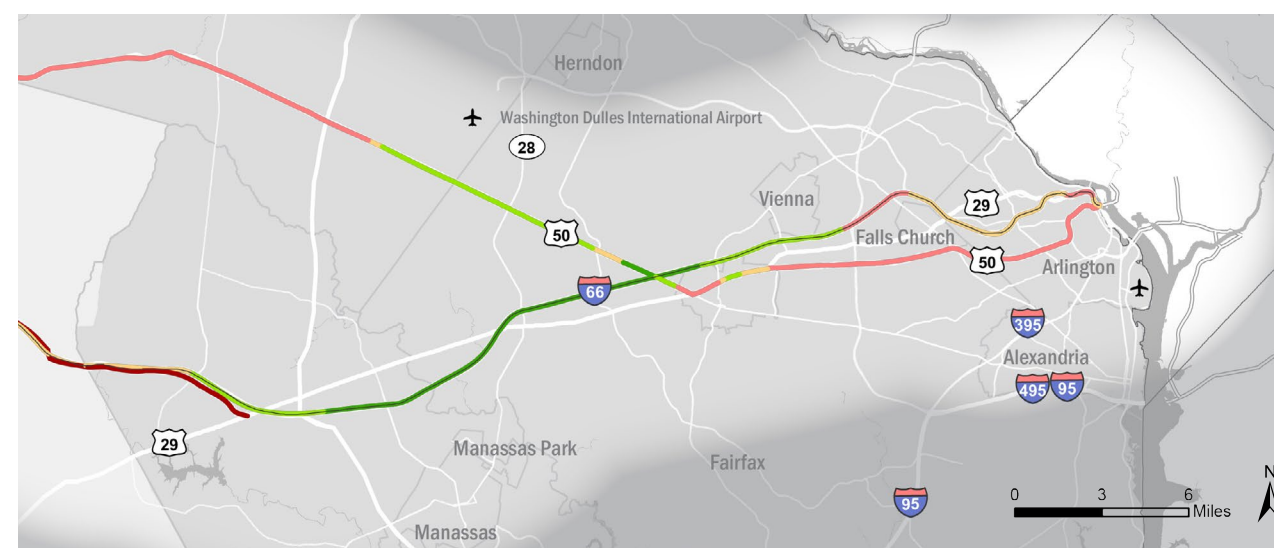 Herndon
Washington Dulles International Airport
28
Vienna
29
50
Falls Church
50
Arlington
66
395
Alexandria
495
95
29
Manassas Park
Fairfax
N
95
0 3 6
Miles
Manassas